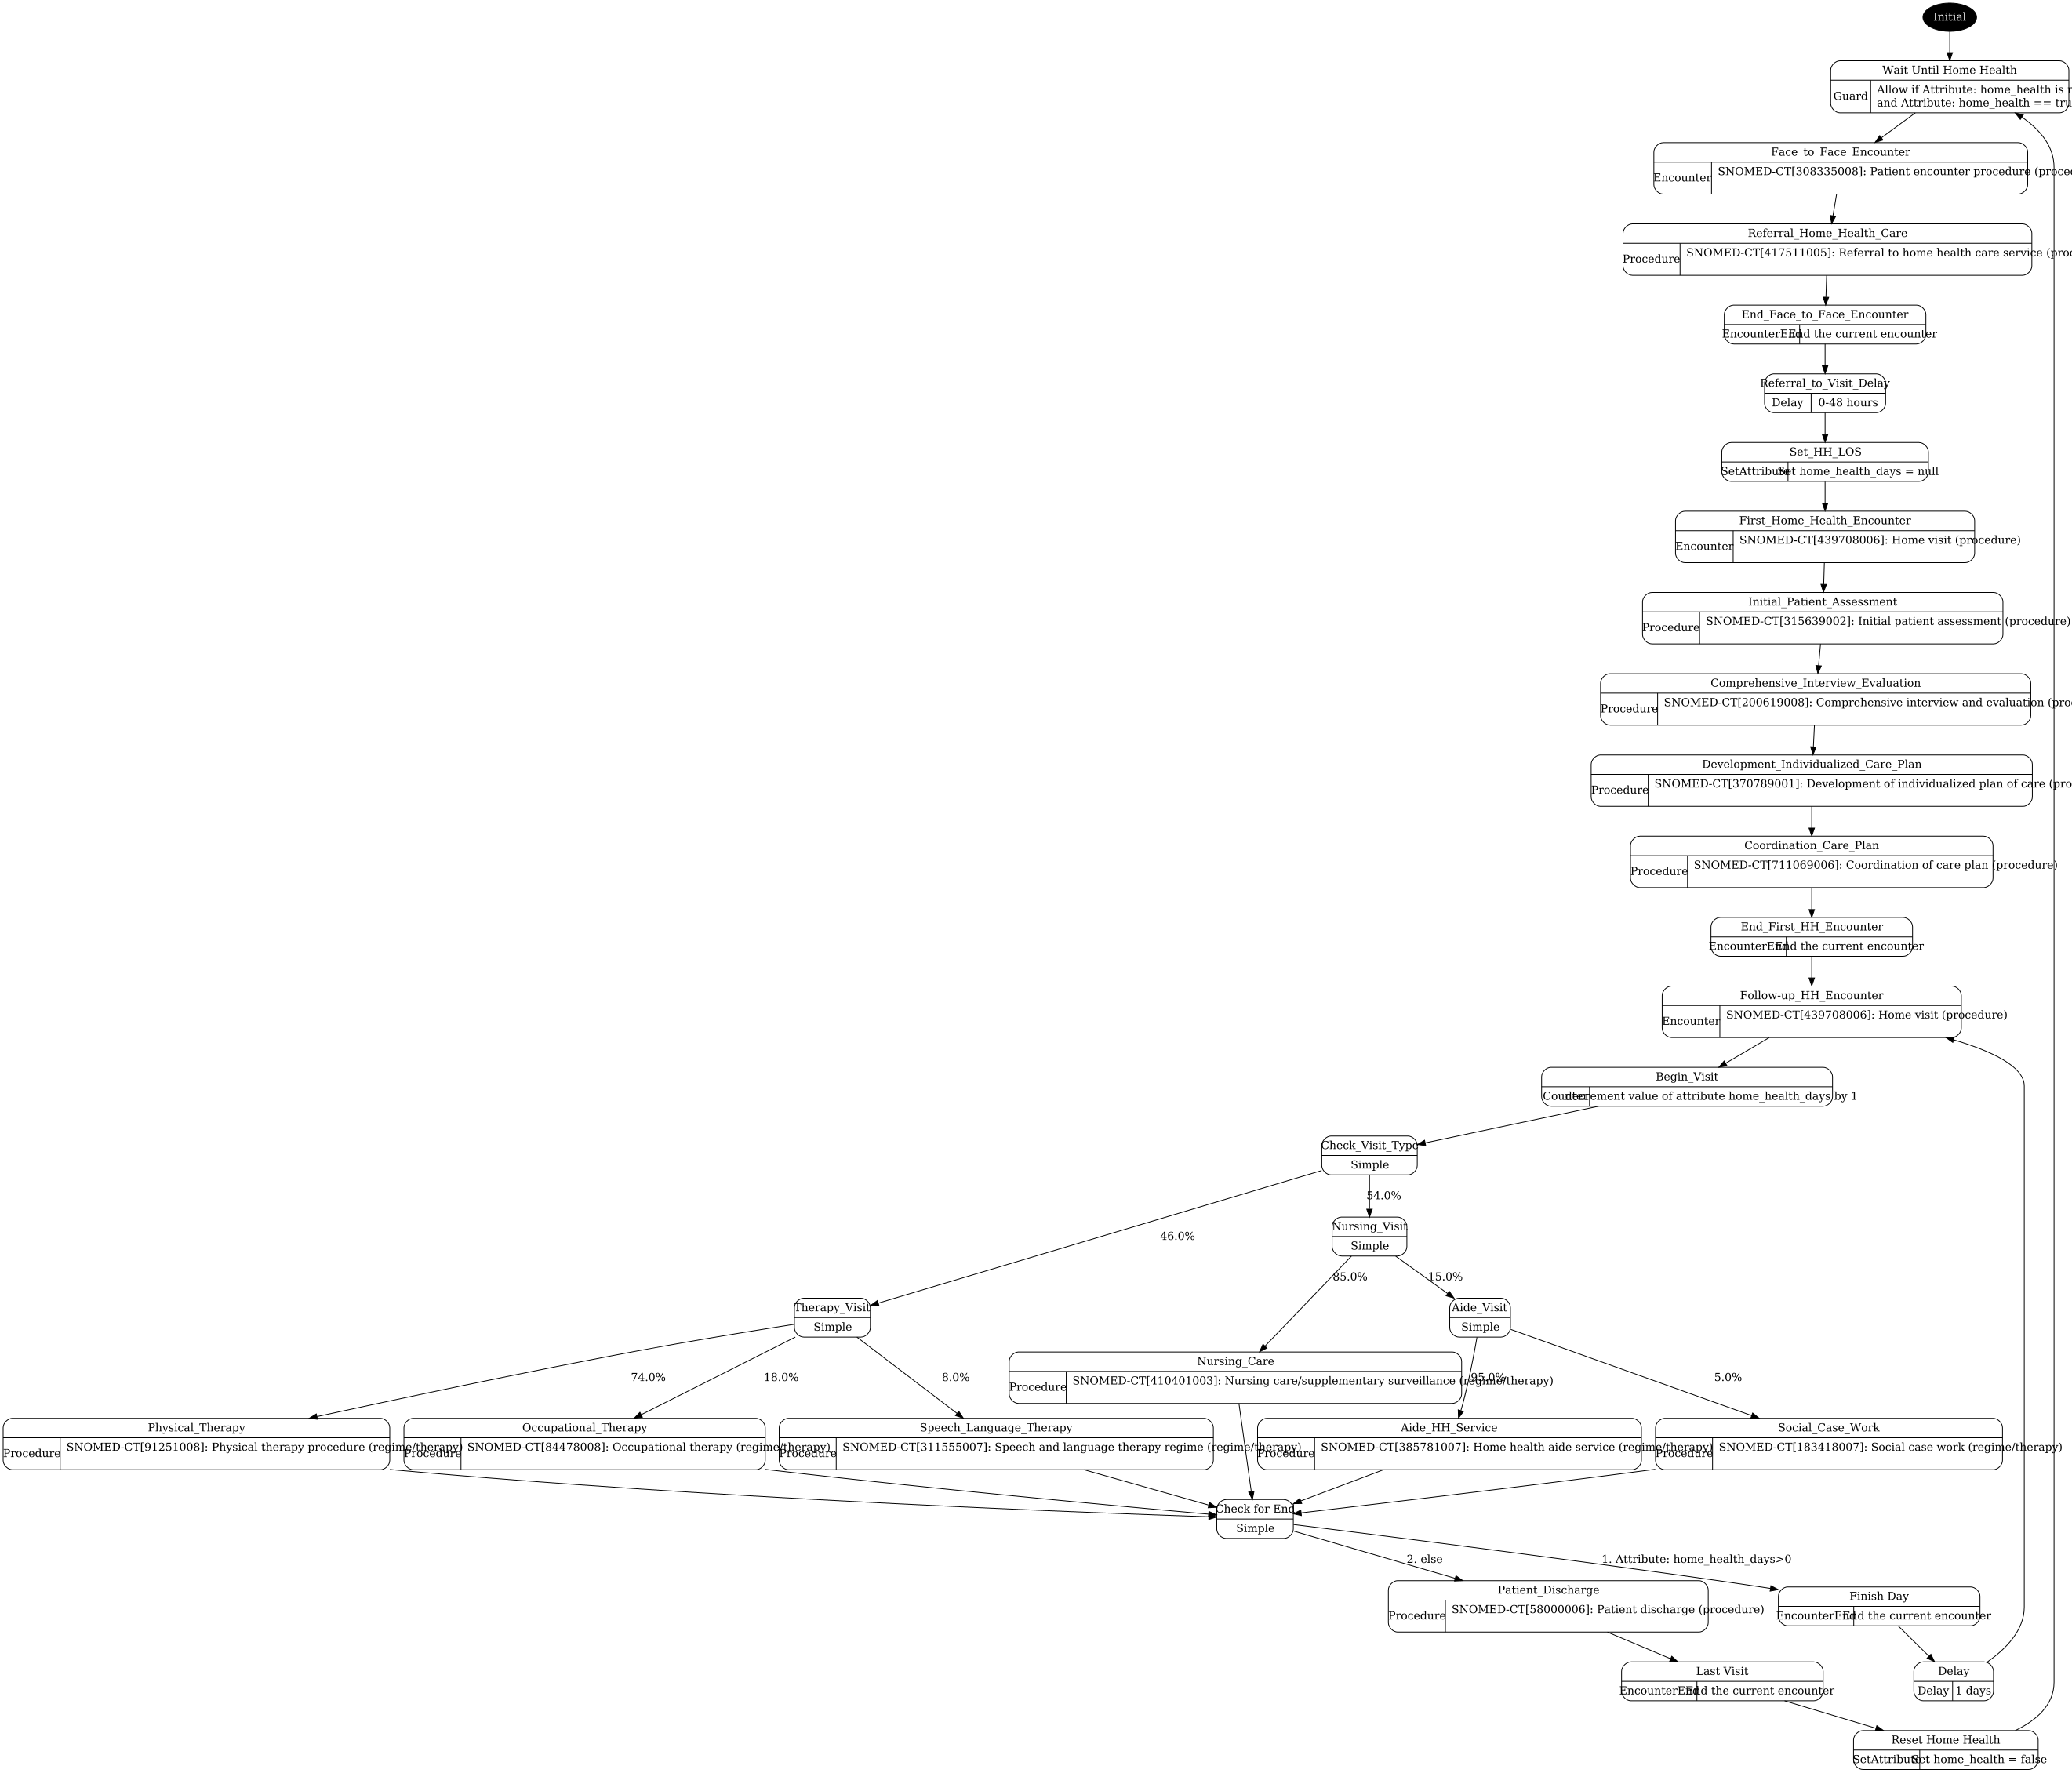 Initial
Wait Until Home Health
Guard
Allow if Attribute: home_health is
and Attribute: home_health ==
Face_to_Face_Encounter
Encounter
SNOMED-CT[308335008]: Patient encounter procedure
Referral_Home_Health_Care
Procedure
SNOMED-CT[417511005]: Referral to home health care service
End_Face_to_Face_Encounter
EncounterEnd
End the current encounter
Referral_to_Visit_Delay
Delay
0-48 hours
Set_HH_LOS
SetAttribute
Set home_health_days = null
First_Home_Health_Encounter
Encounter
SNOMED-CT[439708006]: Home visit (procedure)
Initial_Patient_Assessment
Procedure
SNOMED-CT[315639002]: Initial patient assessment (procedure)
Comprehensive_Interview_Evaluation
Procedure
SNOMED-CT[200619008]: Comprehensive interview and evaluation
Development_Individualized_Care_Plan
Procedure
SNOMED-CT[370789001]: Development of individualized plan of care
Coordination_Care_Plan
Procedure
SNOMED-CT[711069006]: Coordination of care plan (procedure)
End_First_HH_Encounter
EncounterEnd
End the current encounter
Follow-up_HH_Encounter
Encounter
SNOMED-CT[439708006]: Home visit (procedure)
Begin_Visit
Counter
decrement value of attribute home_health_days by 1
Check_Visit_Type
Simple
54.0%
46.0%
Nursing_Visit
Simple
85.0%
15.0%
Therapy_Visit
Simple
Aide_Visit
Simple
74.0%
18.0%
8.0%
Nursing_Care
Procedure
SNOMED-CT[410401003]: Nursing care/supplementary surveillance (regime/therapy)
95.0%
5.0%
Physical_Therapy
Procedure
SNOMED-CT[91251008]: Physical therapy procedure (regime/therapy)
Occupational_Therapy
Procedure
SNOMED-CT[84478008]: Occupational therapy (regime/therapy)
Speech_Language_Therapy
Procedure
SNOMED-CT[311555007]: Speech and language therapy regime (regime/therapy)
Aide_HH_Service
Procedure
SNOMED-CT[385781007]: Home health aide service (regime/therapy)
Social_Case_Work
Procedure
SNOMED-CT[183418007]: Social case work (regime/therapy)
Check for End
Simple
2. else
1. Attribute: home_health_days>0
Patient_Discharge
Procedure
SNOMED-CT[58000006]: Patient discharge (procedure)
Finish Day
EncounterEnd
End the current encounter
Last Visit
EncounterEnd
End the current encounter
Delay
Delay
1 days
Reset Home Health
SetAttribute
Set home_health = false